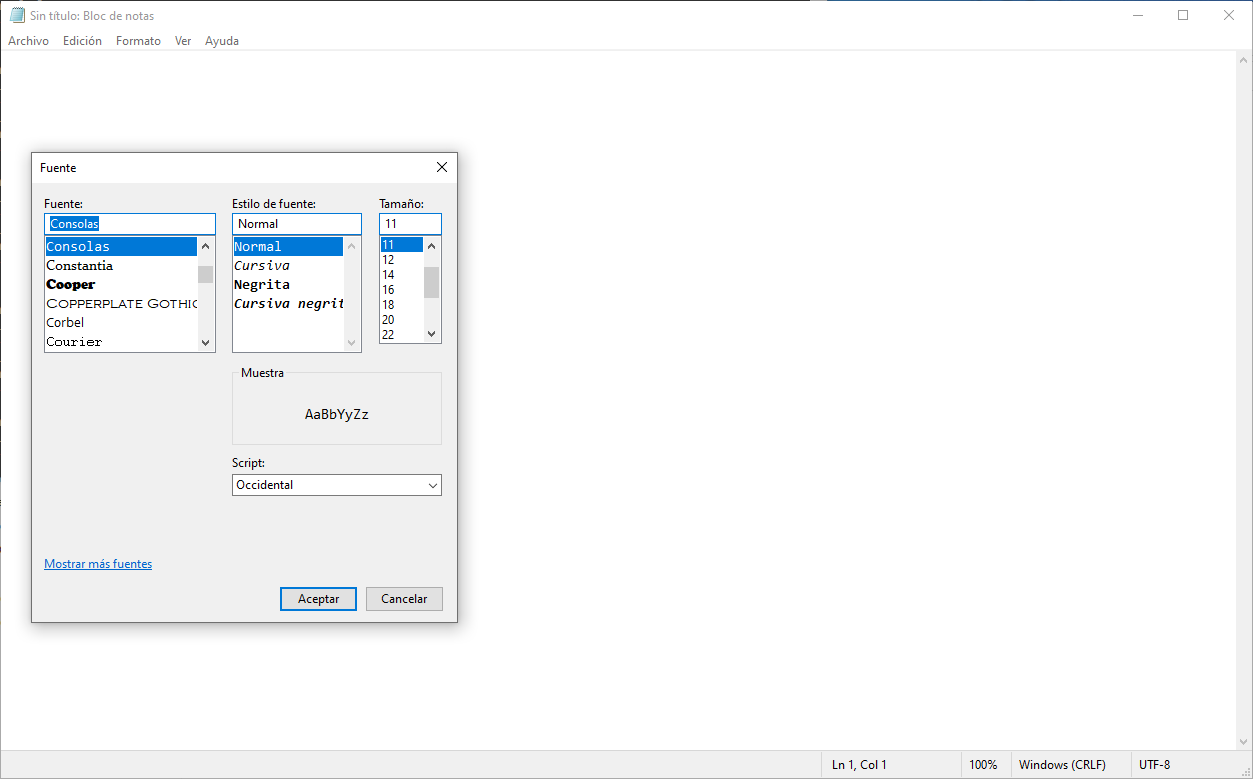 Sin título: Bloc de notas
Archivo Edición Formato Ver Ayuda
Fuente
Fuente: Estilo de fuente: Tamaño:
Consolas Normal 11
Consolas Normal 11
Constantia Cursiva 12
Cooper Negrita 14
Copperplate Gothic Cursiva negrit 16
Corbel 18
Courier 20
22
Muestra
AaBbYyZz
Script:
Occidental
Mostrar más fuentes
Aceptar Cancelar
Ln 1, Col 1 100% Windows (CRLF) UTF-8